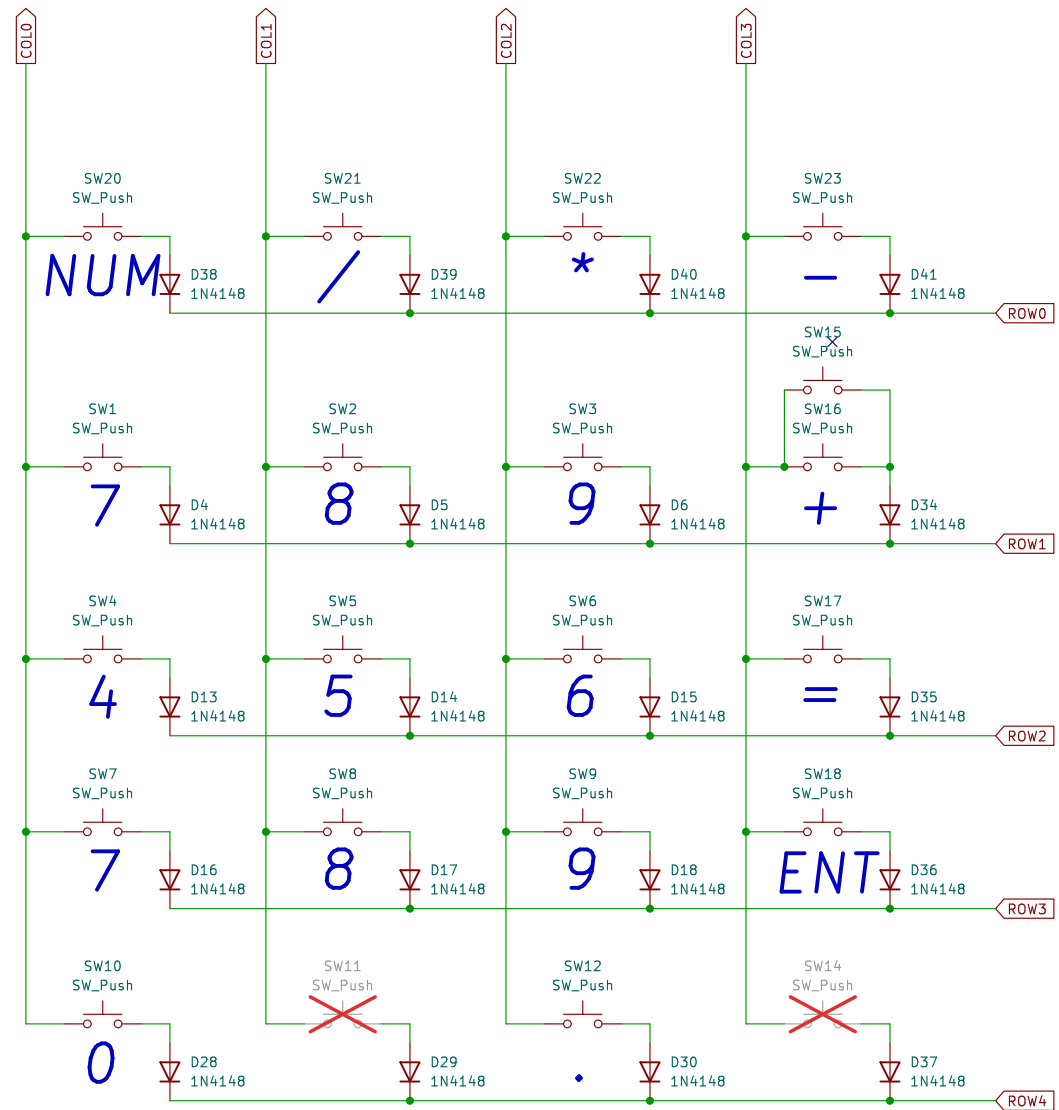 COL0 COL1 COL2 COL3
SW20 SW21 SW22 SW23
SW_Push SW_Push SW_Push SW_Push
NUM / * -
D38 D39 D40 D41
1N4148 1N4148 1N4148 1N4148
ROW0
SW15
SW_Push
SW1 SW2 SW3 SW16
SW_Push SW_Push SW_Push SW_Push
7 8 9 +
D4 D5 D6 D34
1N4148 1N4148 1N4148 1N4148
ROW1
SW4 SW5 SW6 SW17
SW_Push SW_Push SW_Push SW_Push
4 5 6 =
D13 D14 D15 D35
1N4148 1N4148 1N4148 1N4148
ROW2
SW7 SW8 SW9 SW18
SW_Push SW_Push SW_Push SW_Push
7 8 9 ENT
D16 D17 D18 D36
1N4148 1N4148 1N4148 1N4148
ROW3
SW10 SW11 SW12 SW14
SW_Push SW_Push SW_Push SW_Push
0 .
D28 D29 D30 D37
1N4148 1N4148 1N4148 1N4148
ROW4